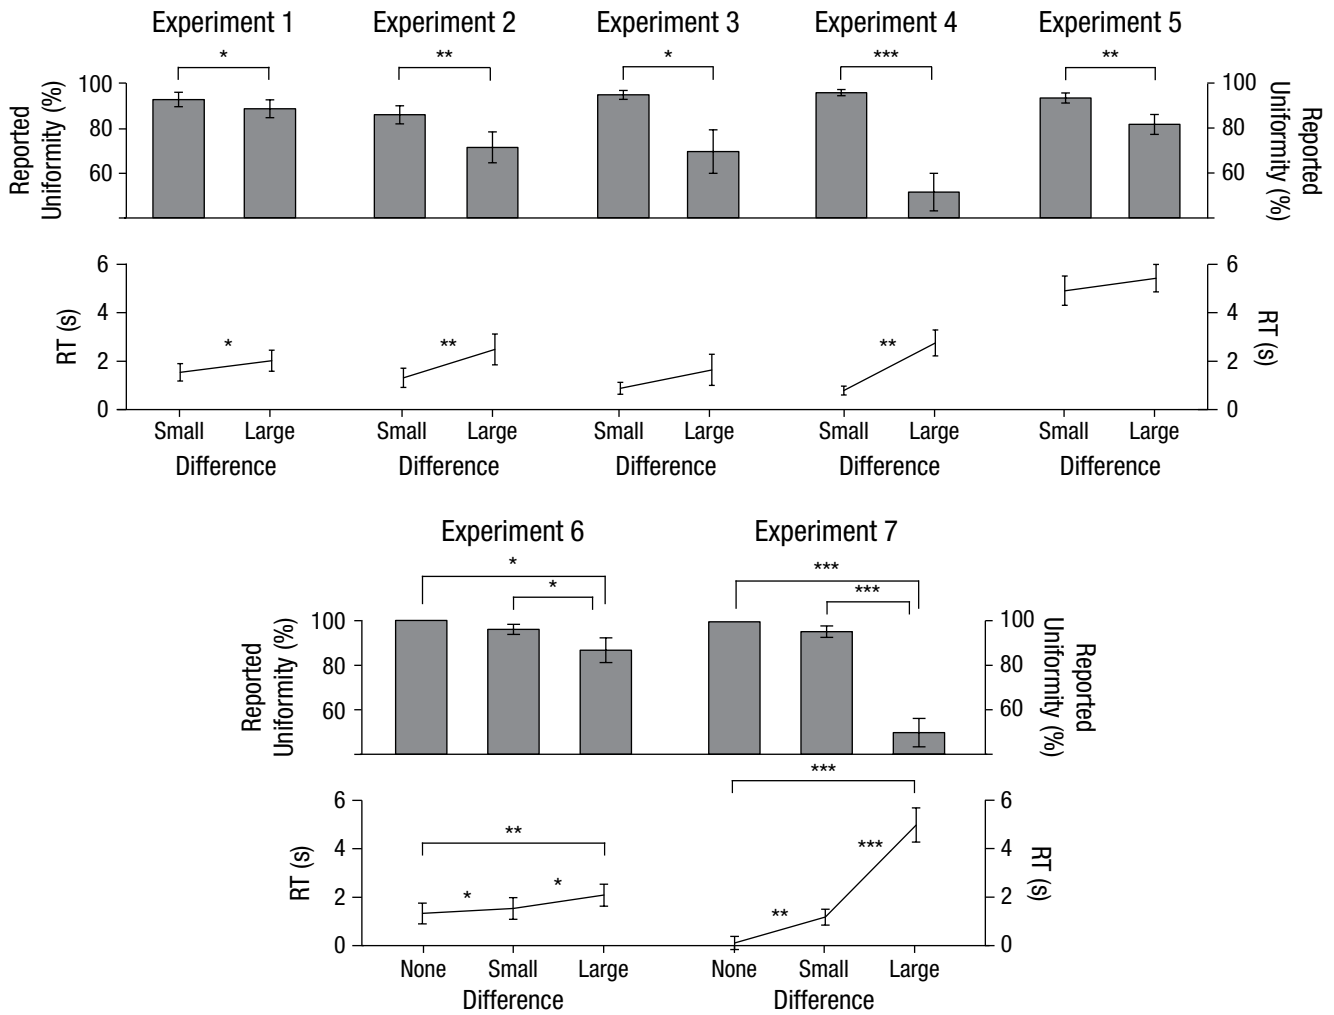 Experiment 1 Experiment 2 Experiment 3 Experiment 4 Experiment 5
* ** * *** **
Reported Uniformity (%)
100 80 60
100 80 60
Reported Uniformity (%)
RT (s)
6 4 2 0
* ** **
6 4 2 0
RT (s)
Small Large Small Large Small Large Small Large Small Large
Difference Difference Difference Difference Difference
Experiment 6 Experiment 7
* ***
* ***
Reported Uniformity (%)
100 80 60
100 80 60
Reported Uniformity (%)
***
RT (s)
6 4 2 0
**
* *
** ***
6 4 2 0
RT (s)
None Small Large None Small Large
Difference Difference